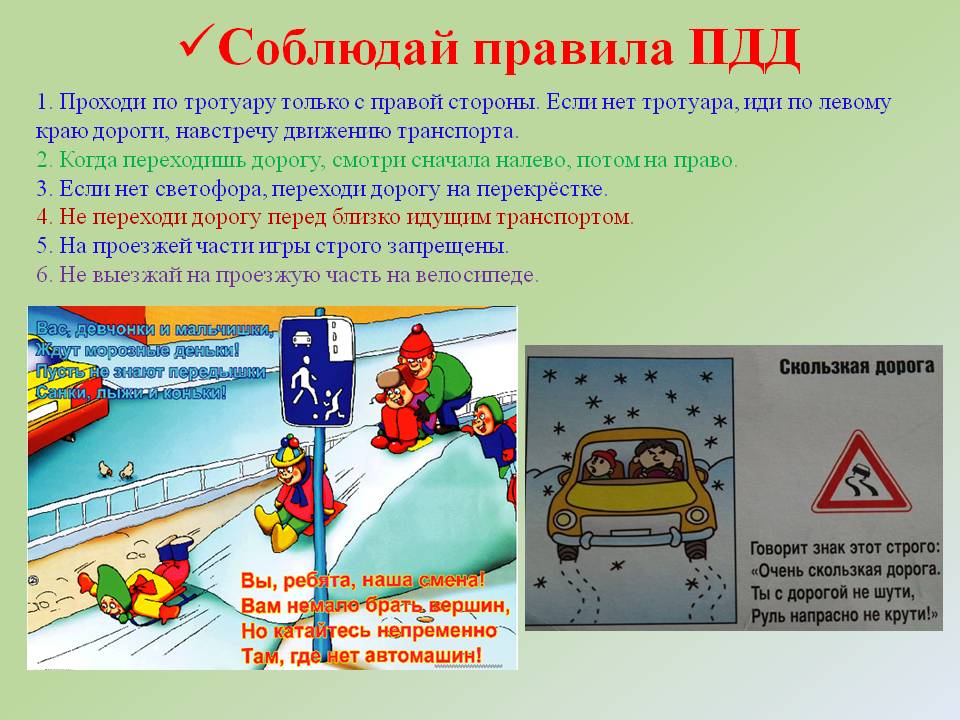 ✓Соблюдай правила ПДД
1. Проходи по тротуару только с правой стороны. Если нет тротуара, иди по левому
краю дороги, навстречу движению транспорта.
2. Когда переходишь дорогу, смотри сначала налево, потом на право.
3. Если нет светофора, переходи дорогу на перекрёстке.
4. Не переходи дорогу перед близко идущим транспортом.
5. На проезжей части игры строго запрещены.
6. Не выезжай на проезжую часть на велосипеде.
Вас, девчонки и мальчишки,
Ждут морозные деньки!
Пусть не знают передышки
Санки, лыжи и коньки!
Вы, ребята, наша смена!
Вам немало брать вершин,
Но катайтесь непременно
Там, где нет автомашин!
Скользкая дорога
Говорит знак этот строго:
«Очень скользкая дорога.
Ты с дорогой не шути,
Руль напрасно не крути!»